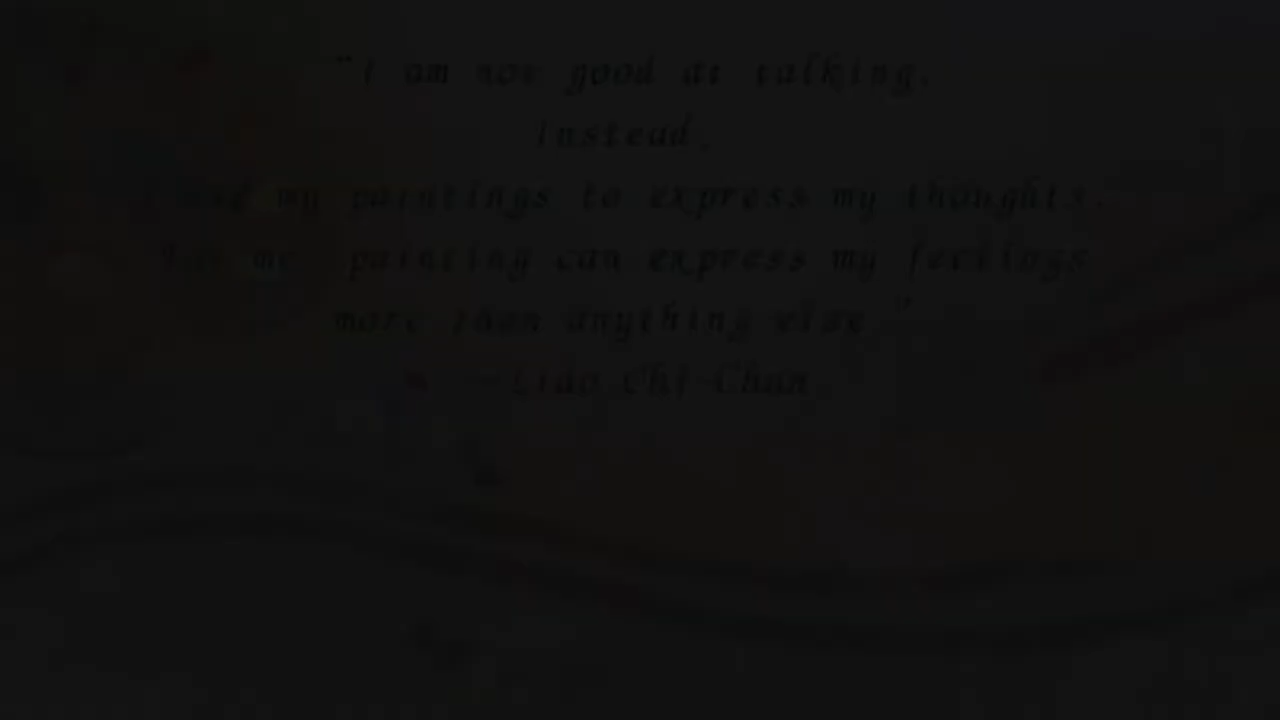 "I am not good at talking.
Instead,
I use my paintings to express my thoughts.
For me, painting can express my feelings
more than anything else."
--Liao Chi-Chun